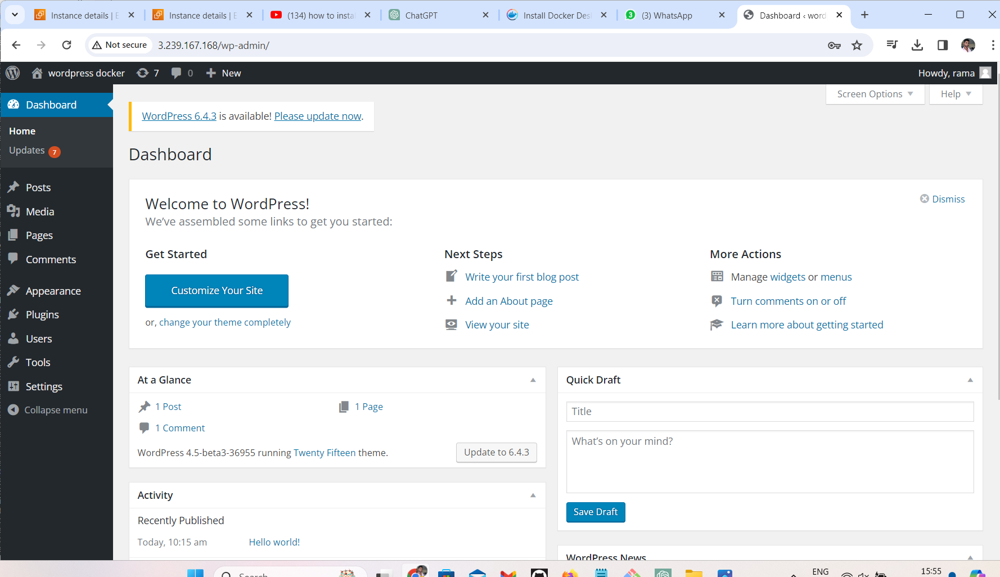 Instance details | E
Instance details | E
(134) how to instal
ChatGPT
Install Docker Des
3
(3) WhatsApp
Dashboard ‹ word
Not secure
3.239.167.168/wp-admin/
wordpress docker
7
0
New
Howdy, rama
Dashboard
Home
Updates 7
Posts
Media
Pages
Comments
Appearance
Plugins
Users
Tools
Settings
Collapse menu
Screen Options
Help
WordPress 6.4.3 is available! Please update now.
Dashboard
Welcome to WordPress!
We’ve assembled some links to get you started:
Dismiss
Get Started
Customize Your Site
or, change your theme completely
Next Steps
Write your first blog post
Add an About page
View your site
More Actions
Manage widgets or menus
Turn comments on or off
Learn more about getting started
At a Glance
1 Post
1 Page
1 Comment
WordPress 4.5-beta3-36955 running Twenty Fifteen theme.
Update to 6.4.3
Activity
Recently Published
Today, 10:15 am
Hello world!
Quick Draft
Title
What’s on your mind?
Save Draft
WordPress News
Search
ENG
15:55